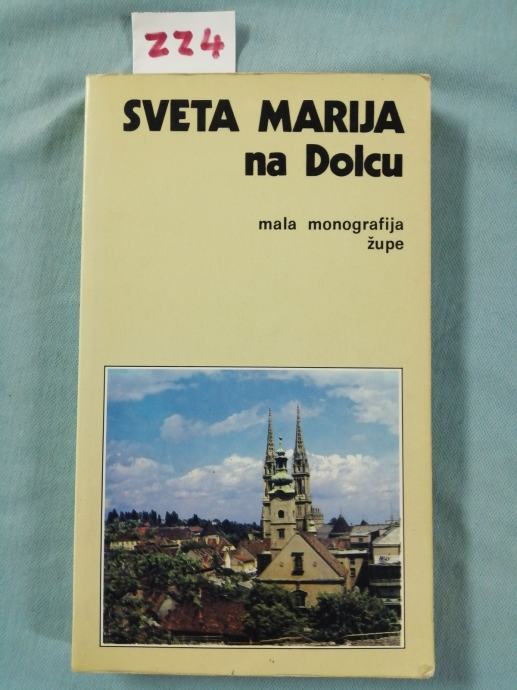 224
SVETA MARIJA
na Dolcu
mala monografija
župe